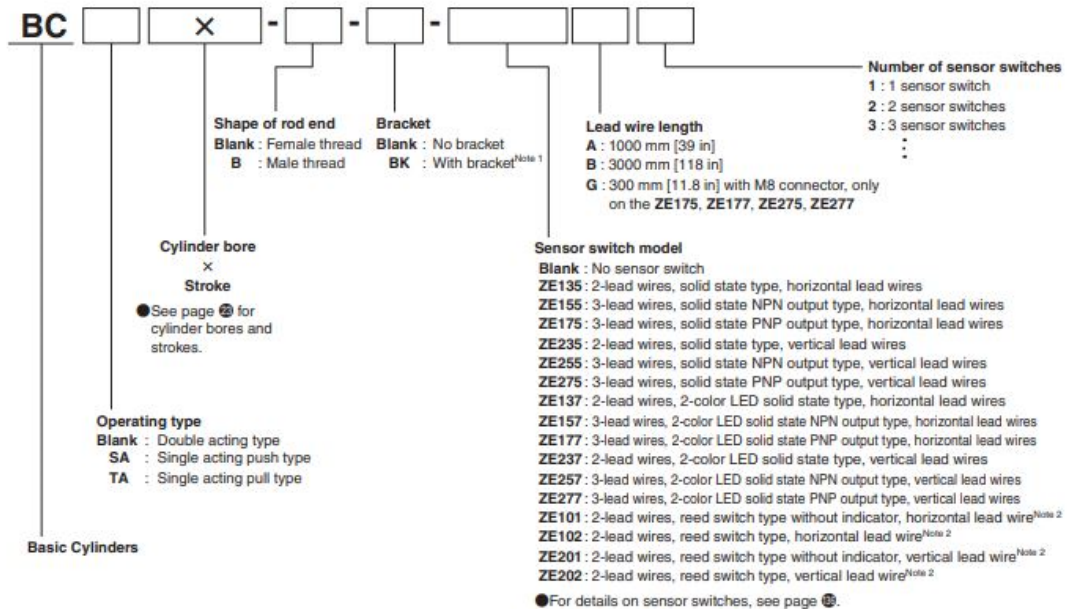 BC × - - -
Number of sensor switches
1 : 1 sensor switch
2 : 2 sensor switches
3 : 3 sensor switches
⋮
Shape of rod end
Blank : Female thread
B : Male thread
Bracket
Blank : No bracket
BK : With bracket Note 1
Lead wire length
A : 1000 mm [39 in]
B : 3000 mm [118 in]
G : 300 mm [11.8 in] with M8 connector, only
on the ZE175, ZE177, ZE275, ZE277
Cylinder bore
×
Stroke
●See page for
cylinder bores and
strokes.
Sensor switch model
Blank : No sensor switch
ZE135 : 2-lead wires, solid state type, horizontal lead wires
ZE155 : 3-lead wires, solid state NPN output type, horizontal lead wires
ZE175 : 3-lead wires, solid state PNP output type, horizontal lead wires
ZE235 : 2-lead wires, solid state type, vertical lead wires
ZE255 : 3-lead wires, solid state NPN output type, vertical lead wires
ZE275 : 3-lead wires, solid state PNP output type, vertical lead wires
ZE137 : 2-lead wires, 2-color LED solid state type, horizontal lead wires
ZE157 : 3-lead wires, 2-color LED solid state NPN output type, horizontal lead wires
ZE177 : 3-lead wires, 2-color LED solid state PNP output type, horizontal lead wires
ZE237 : 2-lead wires, 2-color LED solid state type, vertical lead wires
ZE257 : 3-lead wires, 2-color LED solid state NPN output type, vertical lead wires
ZE277 : 3-lead wires, 2-color LED solid state PNP output type, vertical lead wires
ZE101 : 2-lead wires, reed switch type without indicator, horizontal lead wire Note 2
ZE102 : 2-lead wires, reed switch type, horizontal lead wire Note 2
ZE201 : 2-lead wires, reed switch type without indicator, vertical lead wire Note 2
ZE202 : 2-lead wires, reed switch type, vertical lead wire Note 2
●For details on sensor switches, see page .
Operating type
Blank : Double acting type
SA : Single acting push type
TA : Single acting pull type
Basic Cylinders